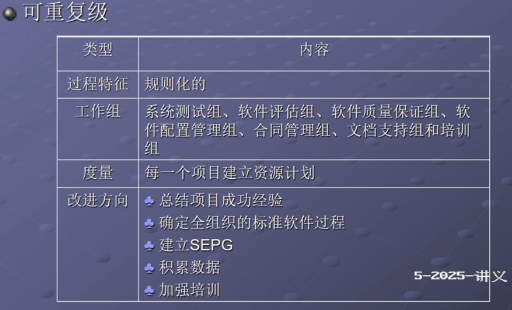 可重复级
类型 内容
过程特征 规则化的
工作组 系统测试组、软件评估组、软件质量保证组、软
件配置管理组、合同管理组、文档支持组和培训
组
度量 每一个项目建立资源计划
改进方向 ♣ 总结项目成功经验
♣ 确定全组织的标准软件过程
♣ 建立SEPG
♣ 积累数据
♣ 加强培训
5-2025-讲义